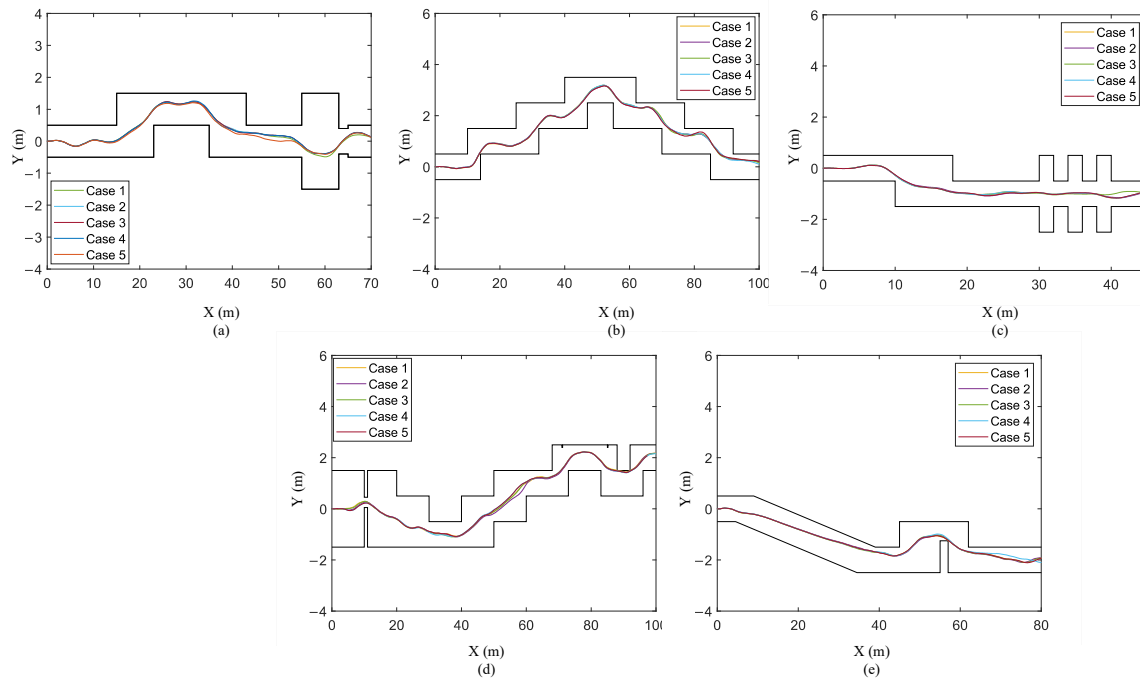 4
3
2
1
0
−1
−2
−3
−4
Y (m)
Case 1
Case 2
Case 3
Case 4
Case 5
0 10 20 30 40 50 60 70
X (m)
(a)
6
4
2
0
−2
−4
Y (m)
Case 1
Case 2
Case 3
Case 4
Case 5
0 20 40 60 80 100
X (m)
(b)
6
4
2
0
−2
−4
Y (m)
Case 1
Case 2
Case 3
Case 4
Case 5
0 10 20 30 40
X (m)
(c)
6
4
2
0
−2
−4
Y (m)
Case 1
Case 2
Case 3
Case 4
Case 5
0 20 40 60 80 100
X (m)
(d)
6
4
2
0
−2
−4
Y (m)
Case 1
Case 2
Case 3
Case 4
Case 5
0 20 40 60 80
X (m)
(e)